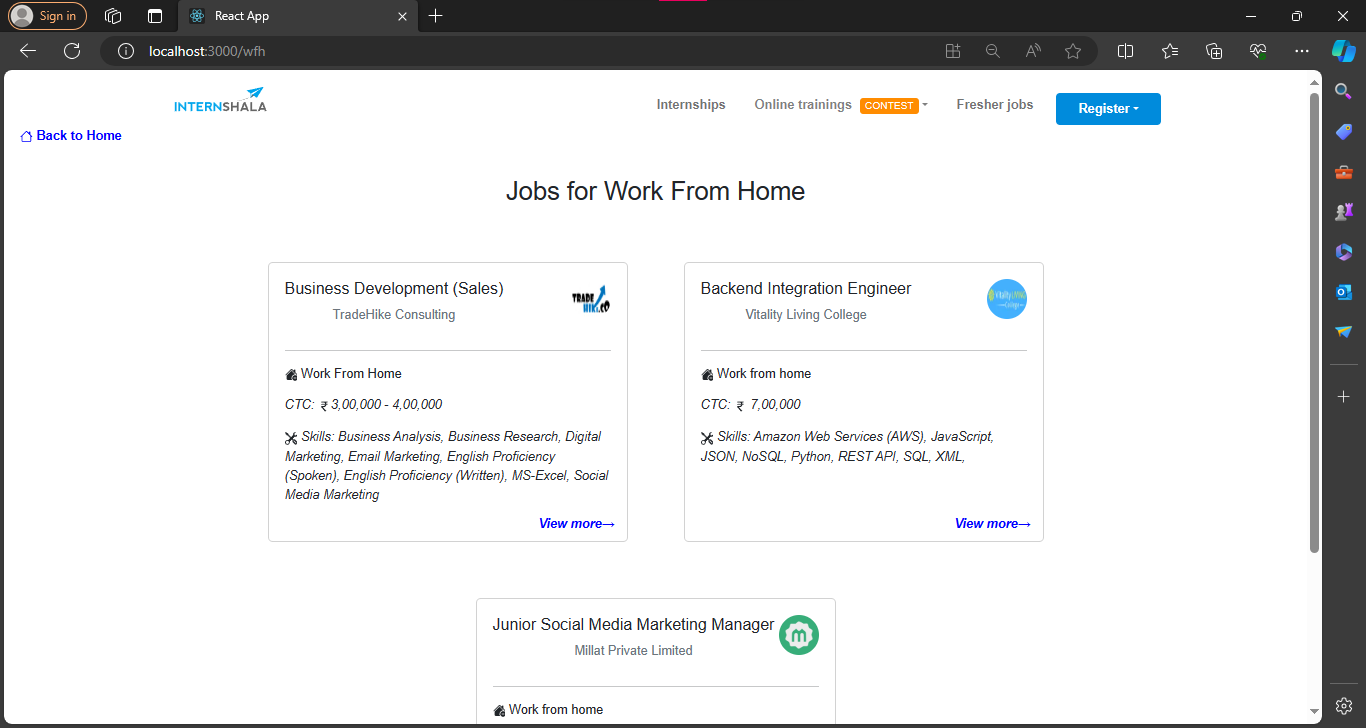 Sign in
React App
localhost:3000/wfh
INTERNSHALA
Internships
Online trainings CONTEST
Fresher jobs
Register
Back to Home
Jobs for Work From Home
Business Development (Sales)
TradeHike Consulting
TRADE
HIKE.CO
Work From Home
CTC: ₹ 3,00,000 - 4,00,000
Skills: Business Analysis, Business Research, Digital
Marketing, Email Marketing, English Proficiency
(Spoken), English Proficiency (Written), MS-Excel, Social
Media Marketing
View more→
Backend Integration Engineer
Vitality Living College
Vitality LIVING
College
Work from home
CTC: ₹ 7,00,000
Skills: Amazon Web Services (AWS), JavaScript,
JSON, NoSQL, Python, REST API, SQL, XML,
View more→
Junior Social Media Marketing Manager
Millat Private Limited
Work from home